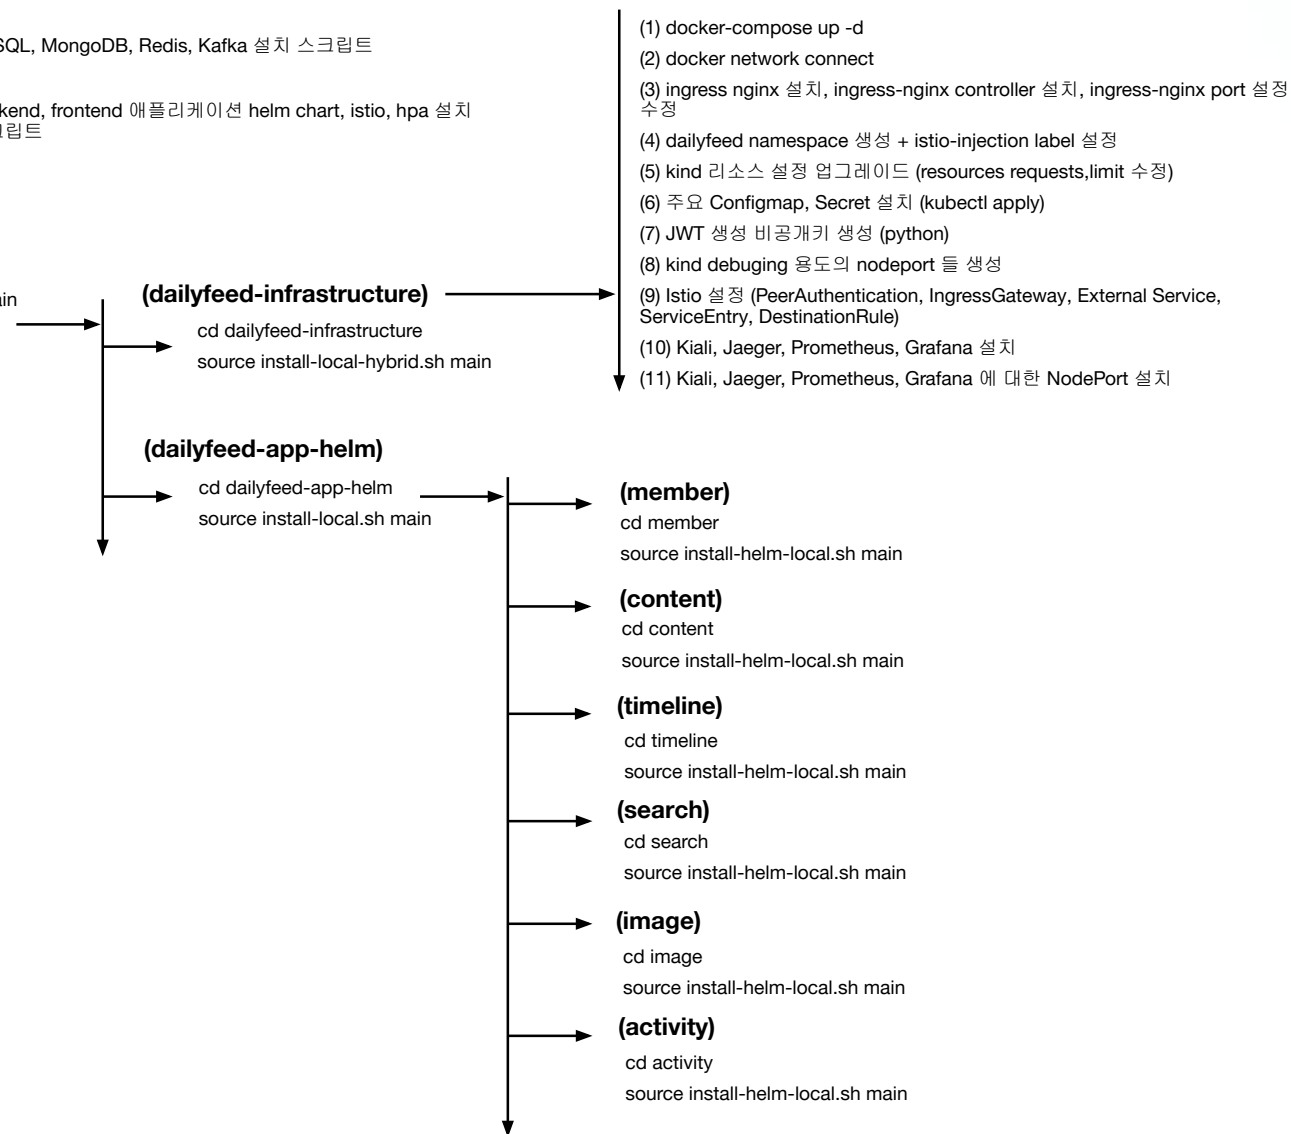 SQL, MongoDB, Redis, Kafka 설치 스크립트
kend, frontend 애플리케이션 helm chart, istio, hpa 설치
립트
ain
(dailyfeed-infrastructure)
cd dailyfeed-infrastructure
source install-local-hybrid.sh main
(1) docker-compose up -d
(2) docker network connect
(3) ingress nginx 설치, ingress-nginx controller 설치, ingress-nginx port 설정
수정
(4) dailyfeed namespace 생성 + istio-injection label 설정
(5) kind 리소스 설정 업그레이드 (resources requests,limit 수정)
(6) 주요 Configmap, Secret 설치 (kubectl apply)
(7) JWT 생성 비공개키 생성 (python)
(8) kind debuging 용도의 nodeport 들 생성
(9) Istio 설정 (PeerAuthentication, IngressGateway, External Service,
ServiceEntry, DestinationRule)
(10) Kiali, Jaeger, Prometheus, Grafana 설치
(11) Kiali, Jaeger, Prometheus, Grafana 에 대한 NodePort 설치
(dailyfeed-app-helm)
cd dailyfeed-app-helm
source install-local.sh main
(member)
cd member
source install-helm-local.sh main
(content)
cd content
source install-helm-local.sh main
(timeline)
cd timeline
source install-helm-local.sh main
(search)
cd search
source install-helm-local.sh main
(image)
cd image
source install-helm-local.sh main
(activity)
cd activity
source install-helm-local.sh main